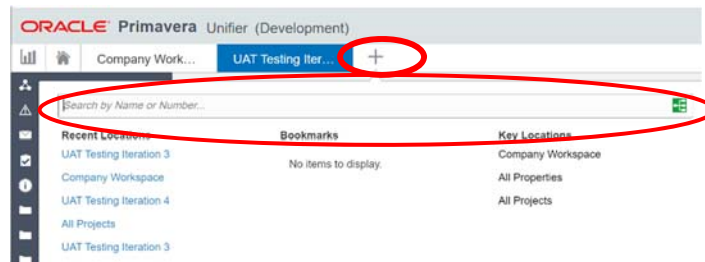 ORACLE Primavera Unifier (Development)
Company Work... UAT Testing Iter...
Search by Name or Number...
Recent Locations Bookmarks Key Locations
UAT Testing Iteration 3 No items to display. Company Workspace
Company Workspace All Properties
UAT Testing Iteration 4 All Projects
All Projects
UAT Testing Iteration 3